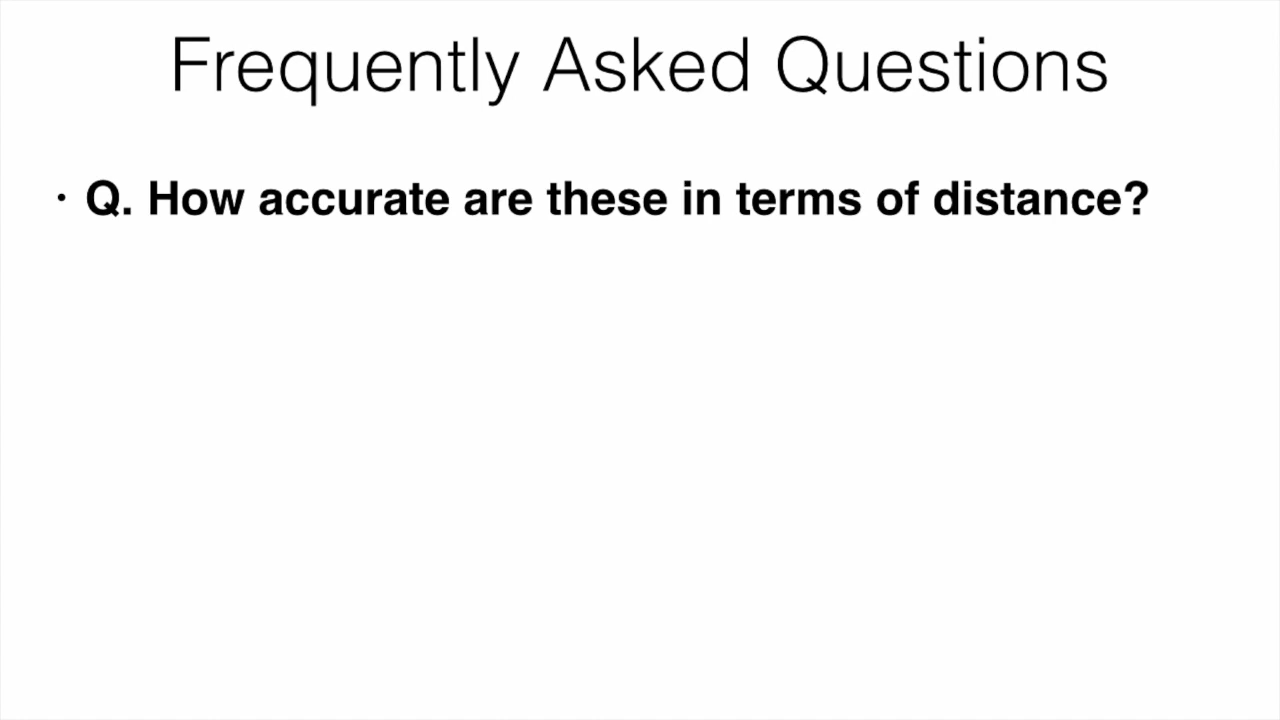 Frequently Asked Questions
· Q. How accurate are these in terms of distance?